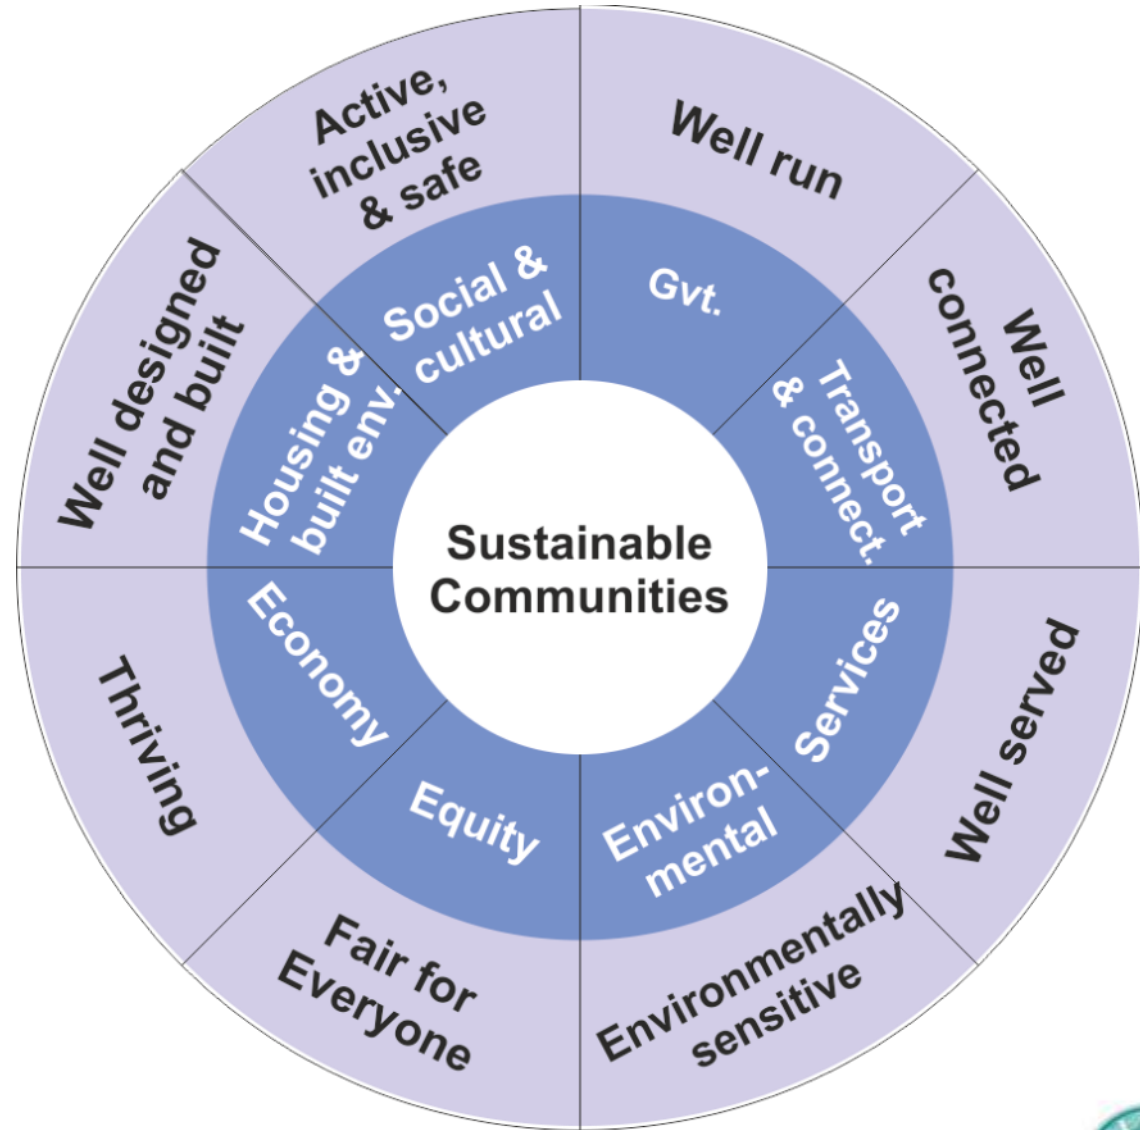 Active,
inclusive
& safe
Well run
Well
connected
Well served
Environmentally
sensitive
Fair for
Everyone
Thriving
Well designed
and built
Social &
cultural
Gvt.
Transport
& connect.
Services
Environ-
mental
Equity
Economy
Housing &
built env.
Sustainable
Communities